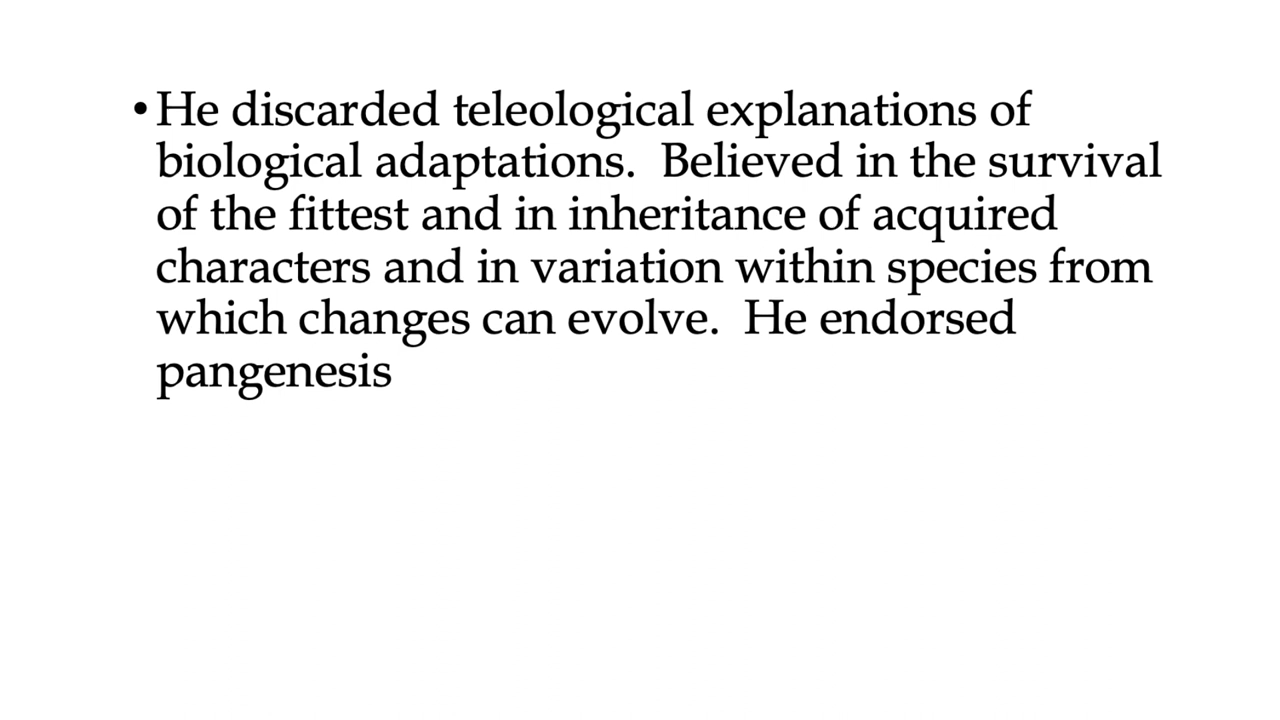 •He discarded teleological explanations of
biological adaptations.  Believed in the survival
of the fittest and in inheritance of acquired
characters and in variation within species from
which changes can evolve.  He endorsed
pangenesis